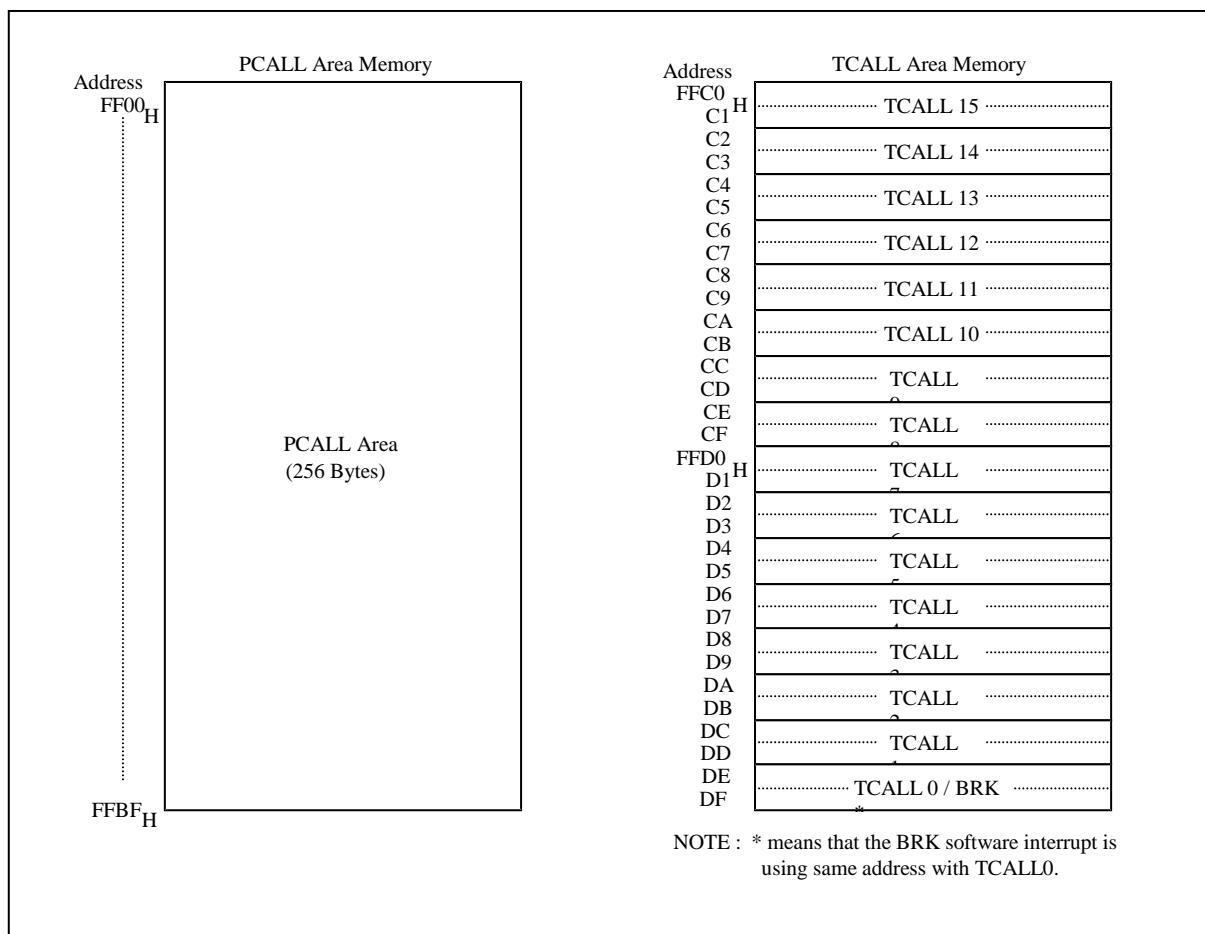 PCALL Area Memory
Address
FF00H
PCALL Area
(256 Bytes)
FFBFH
TCALL Area Memory
Address
FFC0H
C1
TCALL 15
C2
C3
TCALL 14
C4
C5
TCALL 13
C6
C7
TCALL 12
C8
C9
TCALL 11
CA
CB
TCALL 10
CC
CD
TCALL
CE
CF
TCALL
FFD0H
D1
TCALL
D2
D3
TCALL
D4
D5
TCALL
D6
D7
TCALL
D8
D9
TCALL
DA
DB
TCALL
DC
DD
TCALL
DE
DF
TCALL 0 / BRK
*
NOTE : * means that the BRK software interrupt is
using same address with TCALL0.